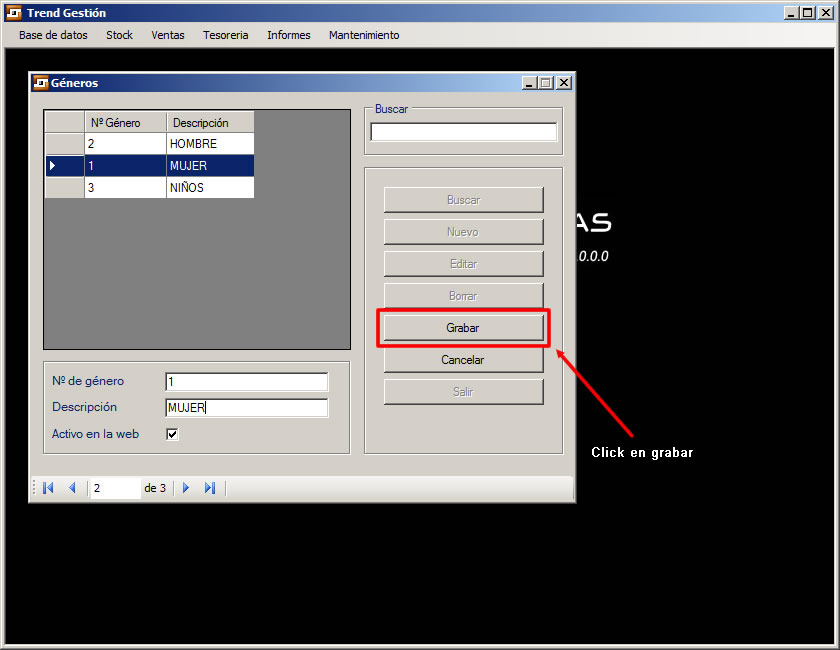 Trend Gestión
Base de datos Stock Ventas Tesoreria Informes Mantenimiento
Géneros
Nº Género Descripción
2 HOMBRE
1 MUJER
3 NIÑOS
Buscar
Buscar
Nuevo
Editar
Borrar
Grabar
Cancelar
Salir
Nº de género 1
Descripción MUJER
Activo en la web
2 de 3
AS
.0.0.0
Click en grabar